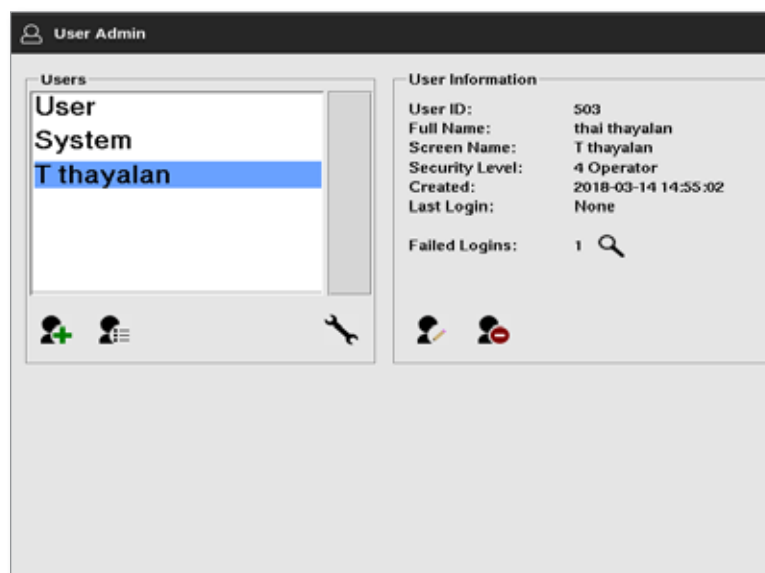 User Admin
Users
User
System
T thayalan
User Information
User ID: 503
Full Name: thai thayalan
Screen Name: T thayalan
Security Level: 4 Operator
Created: 2018-03-14 14:55:02
Last Login: None
Failed Logins: 1